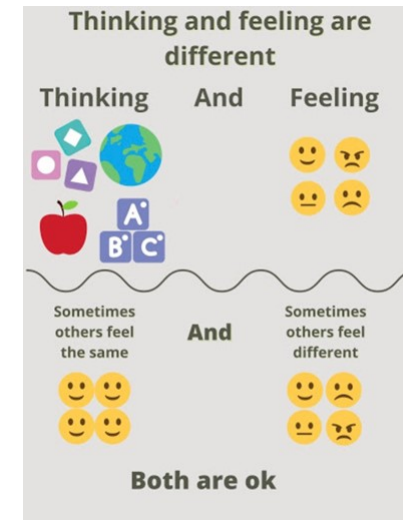 Thinking and feeling are
different
Thinking And Feeling
A
B C
Sometimes
others feel
the same
And
Sometimes
others feel
different
Both are ok